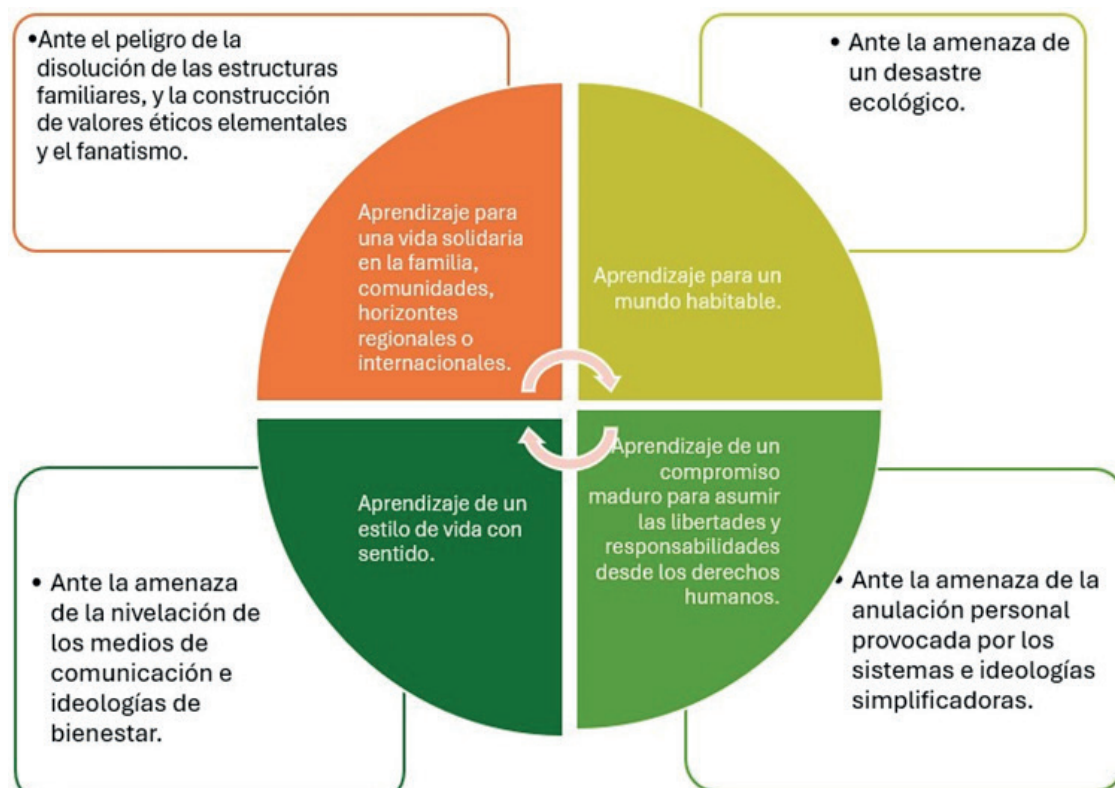 •Ante el peligro de la
disolución de las estructuras
familiares, y la construcción
de valores éticos elementales
y el fanatismo.
• Ante la amenaza de
un desastre
ecológico.
Aprendizaje para
una vida solidaria
en la familia,
comunidades,
horizontes
regionales o
internacionales.
Aprendizaje para un
mundo habitable.
Aprendizaje de un
estilo de vida con
sentido.
Aprendizaje de un
compromiso
maduro para asumir
las libertades y
responsabilidades
desde los derechos
humanos.
• Ante la amenaza
de la nivelación de
los medios de
comunicación e
ideologías de
bienestar.
• Ante la amenaza de la
anulación personal
provocada por los
sistemas e ideologías
simplificadoras.